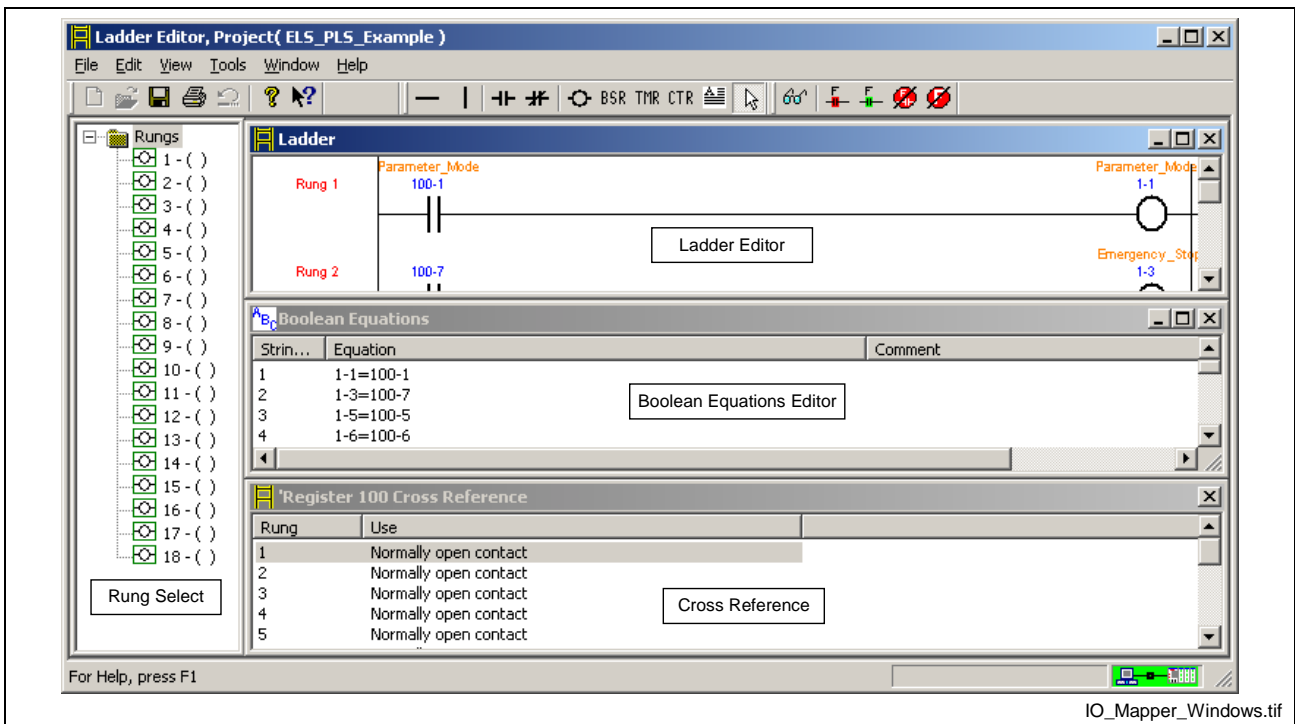 Ladder Editor, Project( ELS_PLS_Example )
File Edit View Tools Window Help
BSR TMR CTR
Rungs
1 - ( )
2 - ( )
3 - ( )
4 - ( )
5 - ( )
6 - ( )
7 - ( )
8 - ( )
9 - ( )
10 - ( )
11 - ( )
12 - ( )
13 - ( )
14 - ( )
15 - ( )
16 - ( )
17 - ( )
18 - ( )
Rung Select
Ladder
Parameter_Mode Parameter_Mode
Rung 1 100-1 1-1
Ladder Editor
Emergency_Stop
Rung 2 100-7 1-3
ABC Boolean Equations
Strin... Equation Comment
1 1-1=100-1
2 1-3=100-7
3 1-5=100-5
4 1-6=100-6
Boolean Equations Editor
'Register 100 Cross Reference
Rung Use
1 Normally open contact
2 Normally open contact
3 Normally open contact
4 Normally open contact
5 Normally open contact
Cross Reference
For Help, press F1
IO_Mapper_Windows.tif